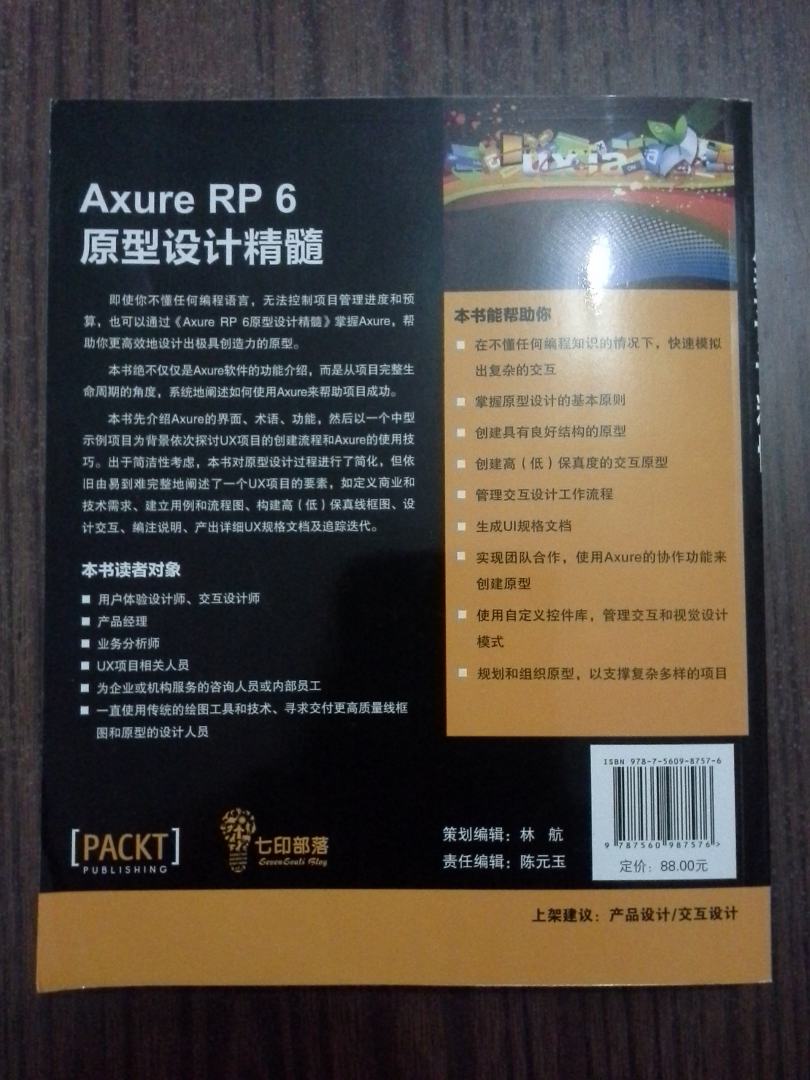 Axure RP 6
原型设计精髓
即使你不懂任何编程语言，无法控制项目管理进度和预
算，也可以通过《Axure RP 6原型设计精髓》掌握Axure，帮
助你更高效地设计出极具创造力的原型。
本书绝不仅仅是Axure软件的功能介绍，而是从项目完整生
命周期的角度，系统地阐述如何使用Axure来帮助项目成功。
本书先介绍Axure的界面、术语、功能，然后以一个中型
示例项目为背景依次探讨UX项目的创建流程和Axure的使用技
巧。出于简洁性考虑，本书对原型设计过程进行了简化，但依
旧由易到难完整地阐述了一个UX项目的要素，如定义商业和
技术需求、建立用例和流程图、构建高（低）保真线框图、设
计交互、编注说明、产出详细UX规格文档及追踪迭代。
本书读者对象
用户体验设计师、交互设计师
产品经理
业务分析师
UX项目相关人员
为企业或机构服务的咨询人员或内部员工
一直使用传统的绘图工具和技术、寻求交付更高质量线框
图和原型的设计人员
[PACKT]
PUBLISHING
七印部落
SevenSeals Blog
本书能帮助你
在不懂任何编程知识的情况下，快速模拟
出复杂的交互
掌握原型设计的基本原则
创建具有良好结构的原型
创建高（低）保真度的交互原型
管理交互设计工作流程
生成UI规格文档
实现团队合作，使用Axure的协作功能来
创建原型
使用自定义控件库，管理交互和视觉设计
模式
规划和组织原型，以支撑复杂多样的项目
策划编辑：林 航
责任编辑：陈元玉
ISBN 978-7-5609-8757-6
9 787560 987576 >
定价：88.00元
上架建议：产品设计/交互设计